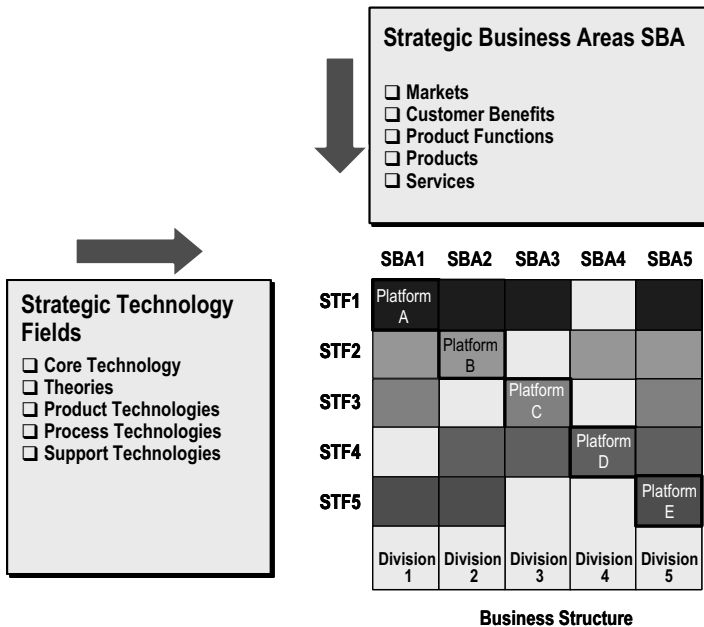 Strategic Business Areas SBA
❑ Markets
❑ Customer Benefits
❑ Product Functions
❑ Products
❑ Services
Strategic Technology
Fields
❑ Core Technology
❑ Theories
❑ Product Technologies
❑ Process Technologies
❑ Support Technologies
SBA1 SBA2 SBA3 SBA4 SBA5
STF1
Platform
A
STF2
Platform
B
STF3
Platform
C
STF4
Platform
D
STF5
Platform
E
Division
1
Division
2
Division
3
Division
4
Division
5
Business Structure